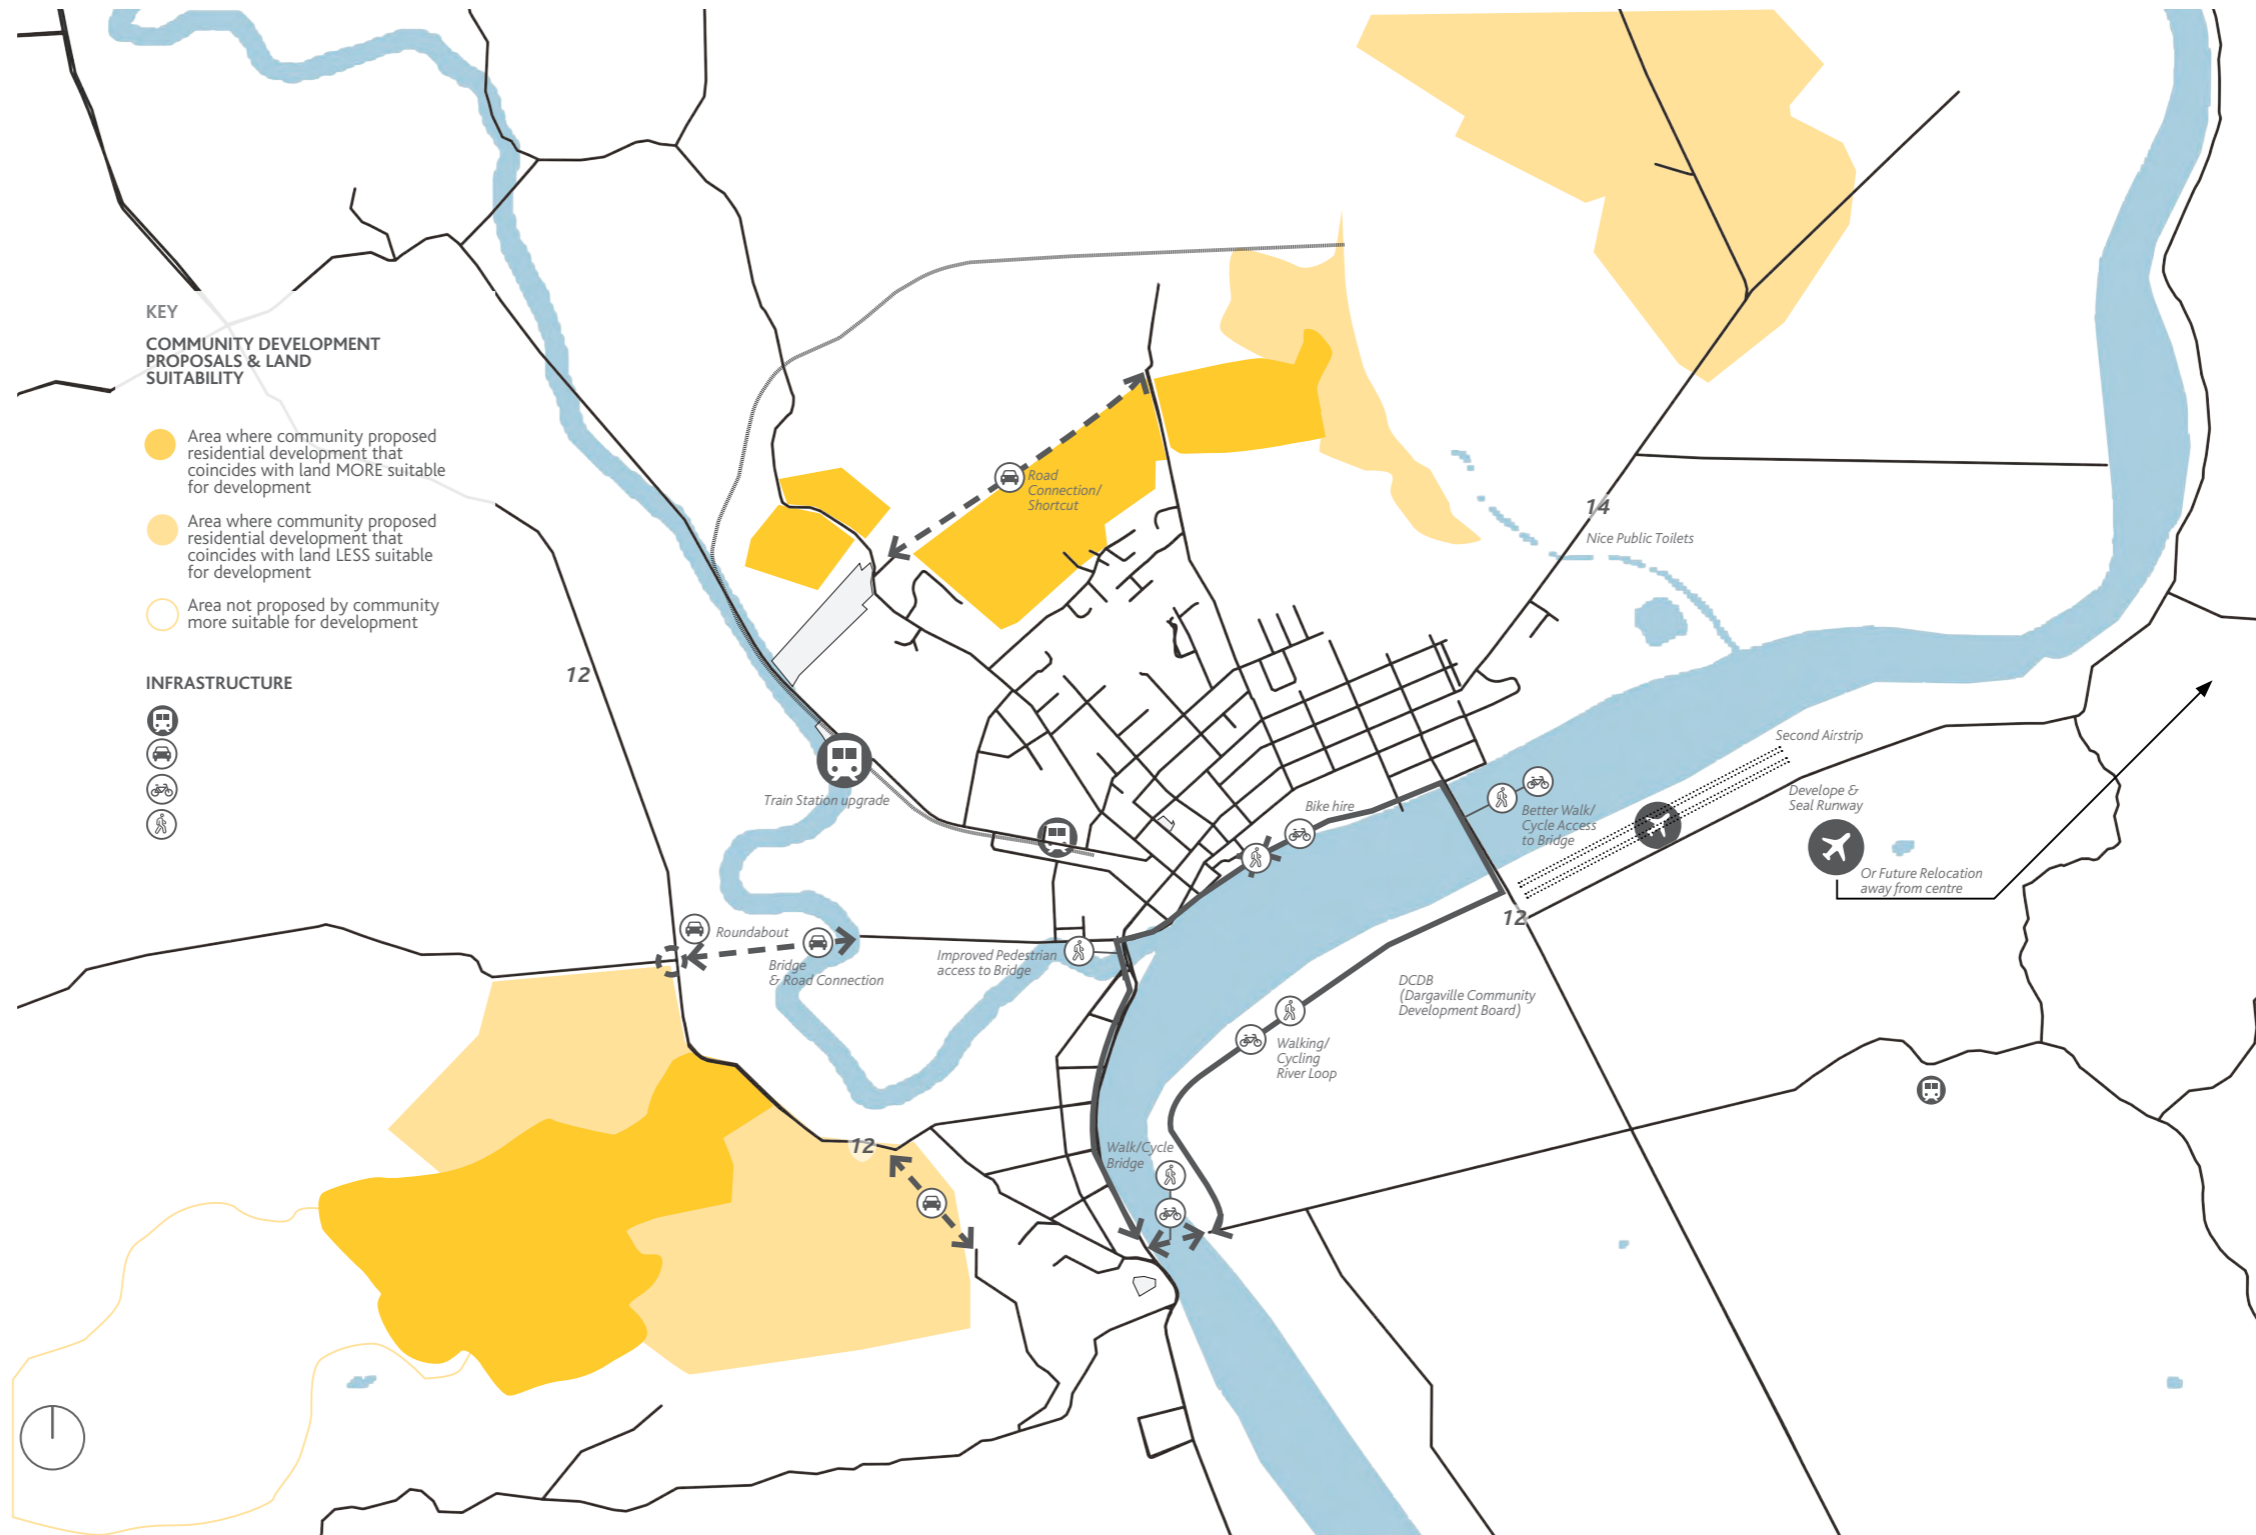 KEY
COMMUNITY DEVELOPMENT
PROPOSALS & LAND
SUITABILITY
Area where community proposed
residential development that
coincides with land MORE suitable
for development
Area where community proposed
residential development that
coincides with land LESS suitable
for development
Area not proposed by community
more suitable for development
INFRASTRUCTURE
Road
Connection/
Shortcut
14
Nice Public Toilets
12
Train Station upgrade
Second Airstrip
Develope &
Seal Runway
Or Future Relocation
away from centre
Bike hire
Better Walk/
Cycle Access
to Bridge
12
Roundabout
Bridge
& Road Connection
Improved Pedestrian
access to Bridge
DCDB
(Dargaville Community
Development Board)
Walking/
Cycling
River Loop
12
Walk/Cycle
Bridge